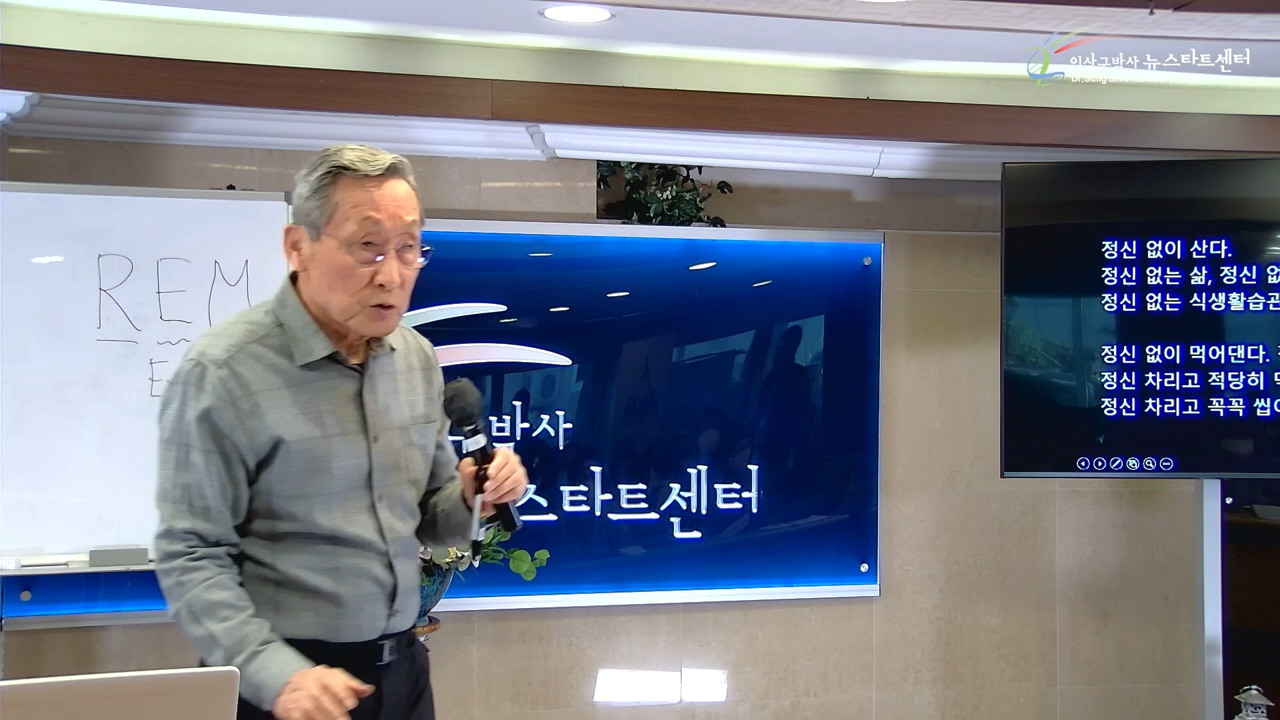 이상구박사 뉴스타트센터
REM
E
박사
스타트센터
정신 없이 산다.
정신 없는 삶, 정신 없
정신 없는 식생활습관
정신 없이 먹어댄다.
정신 차리고 적당히
정신 차리고 꼭꼭 씹어